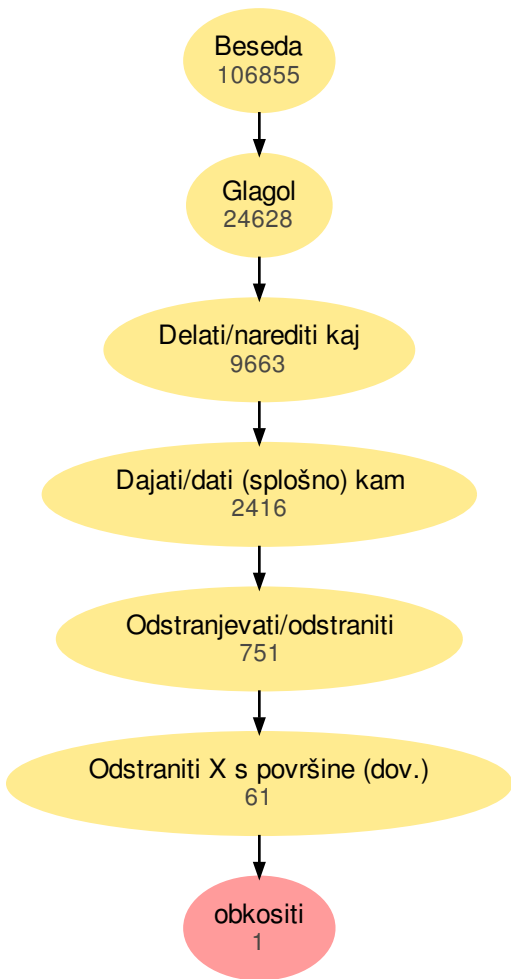 Beseda
106855
Glagol
24628
Delati/narediti kaj
9663
Dajati/dati (splošno) kam
2416
Odstranjevati/odstraniti
751
Odstraniti X s površine (dov.)
61
obkositi
1